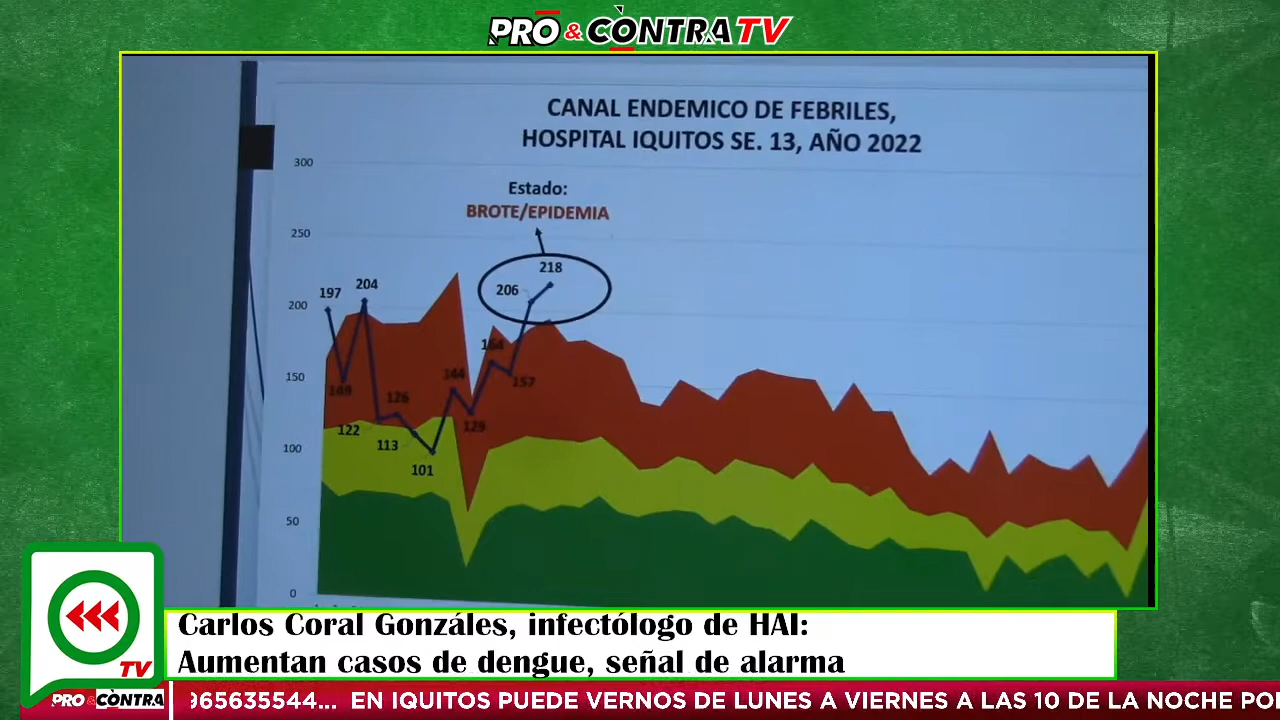 PRO & CONTRA TV
CANAL ENDEMICO DE FEBRILES,
HOSPITAL IQUITOS SE. 13, AÑO 2022
300
Estado:
BROTE/EPIDEMIA
250
218
206
204
197
200
164
150
157
144
149
126
129
122
113
101
100
50
0
Carlos Coral Gonzáles, infectólogo de HAI:
Aumentan casos de dengue, señal de alarma
TV
PRO & CONTRA
965635544... EN IQUITOS PUEDE VERNOS DE LUNES A VIERNES A LAS 10 DE LA NOCHE POR